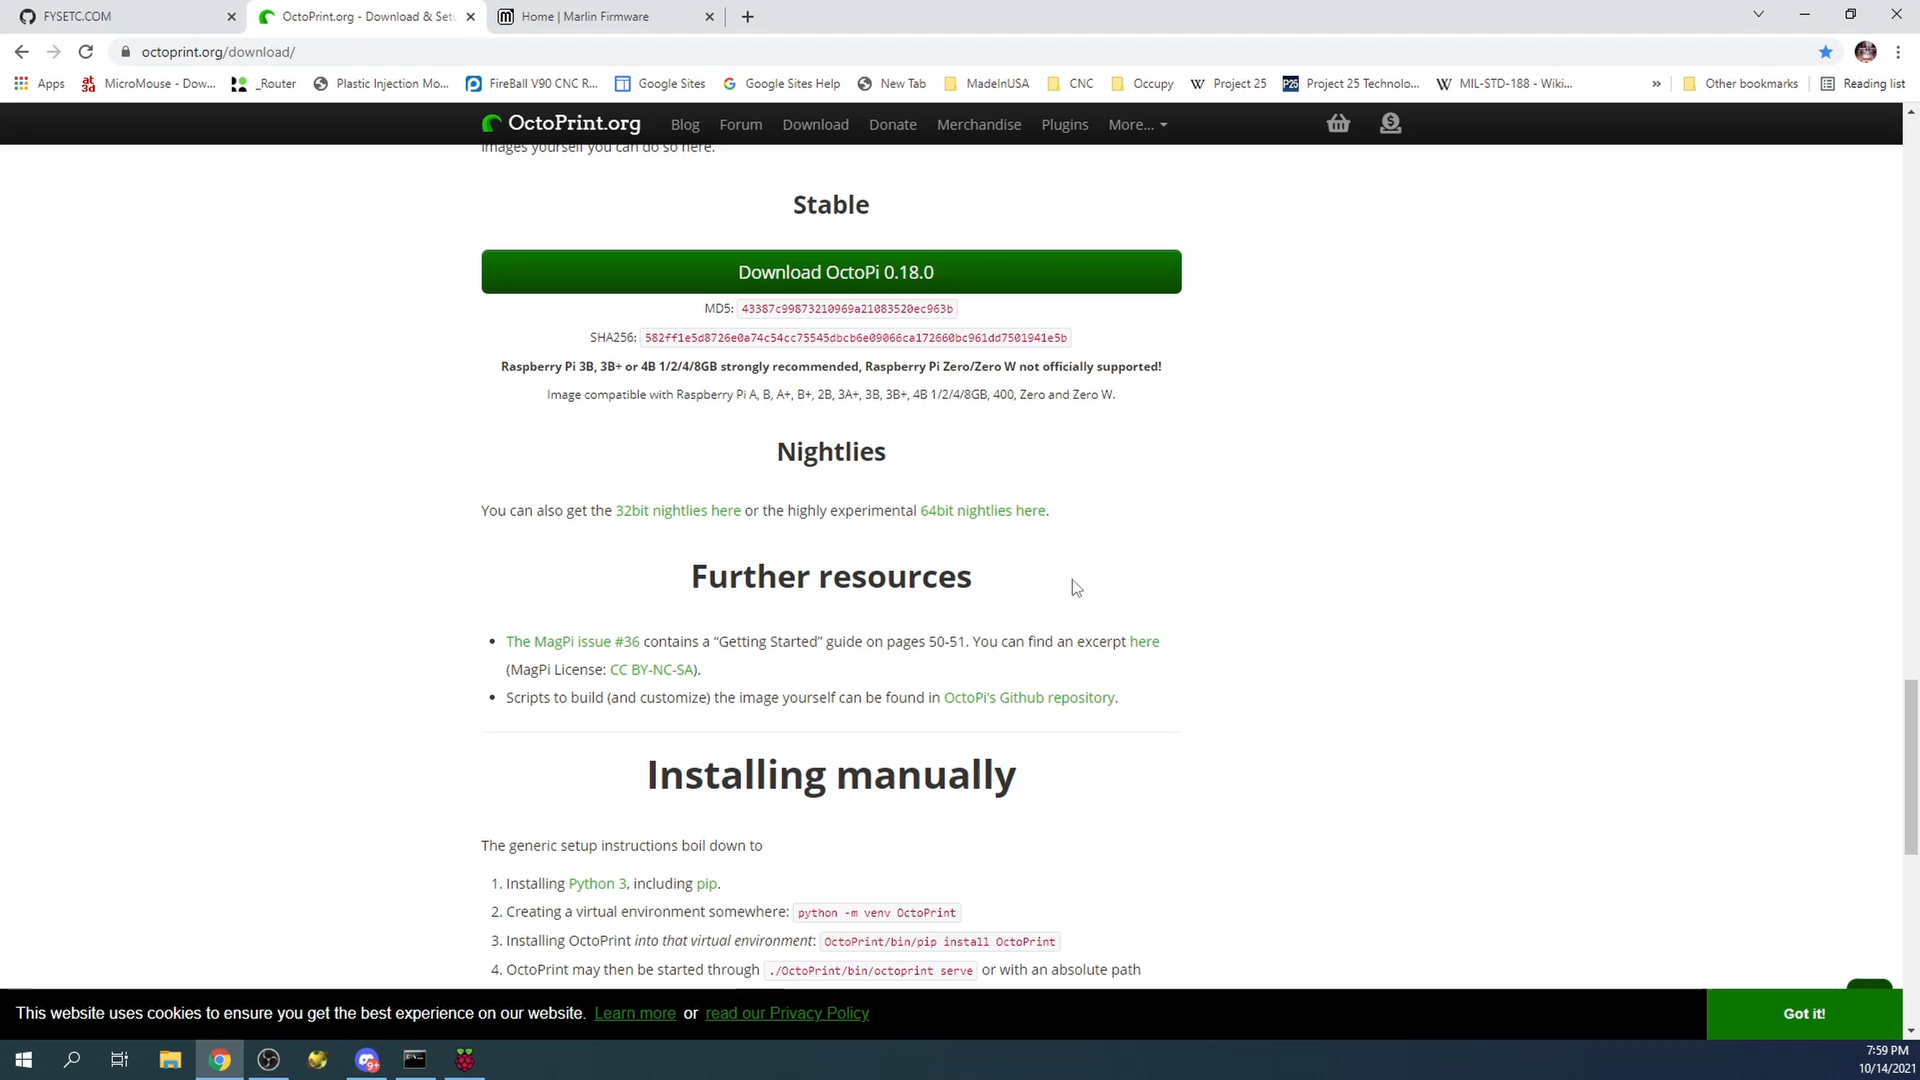 FYSETC.COM
OctoPrint.org - Download & Setu
Home | Marlin Firmware
octoprint.org/download/
Apps
MicroMouse - Dow...
_Router
Plastic Injection Mo...
FireBall V90 CNC R...
Google Sites
Google Sites Help
New Tab
MadeInUSA
CNC
Occupy
Project 25
Project 25 Technolo...
MIL-STD-188 - Wiki...
»
Other bookmarks
Reading list
OctoPrint.org
Blog
Forum
Download
Donate
Merchandise
Plugins
More...
images yourself you can do so here.
Stable
Download OctoPi 0.18.0
MD5: 43387c99873210969a21083520ec963b
SHA256: 582ff1e5d8726e0a74c54cc75545dbcb6e09066ca172660bc961dd7501941e5b
Raspberry Pi 3B, 3B+ or 4B 1/2/4/8GB strongly recommended, Raspberry Pi Zero/Zero W not officially supported!
Image compatible with Raspberry Pi A, B, A+, B+, 2B, 3A+, 3B, 3B+, 4B 1/2/4/8GB, 400, Zero and Zero W.
Nightlies
You can also get the 32bit nightlies here or the highly experimental 64bit nightlies here.
Further resources
• The MagPi issue #36 contains a “Getting Started” guide on pages 50-51. You can find an excerpt here
(MagPi License: CC BY-NC-SA).
• Scripts to build (and customize) the image yourself can be found in OctoPi’s Github repository.
Installing manually
The generic setup instructions boil down to
1. Installing Python 3, including pip.
2. Creating a virtual environment somewhere: python -m venv OctoPrint
3. Installing OctoPrint into that virtual environment: OctoPrint/bin/pip install OctoPrint
4. OctoPrint may then be started through ./OctoPrint/bin/octoprint serve or with an absolute path
This website uses cookies to ensure you get the best experience on our website. Learn more or read our Privacy Policy
Got it!
7:59 PM
10/14/2021